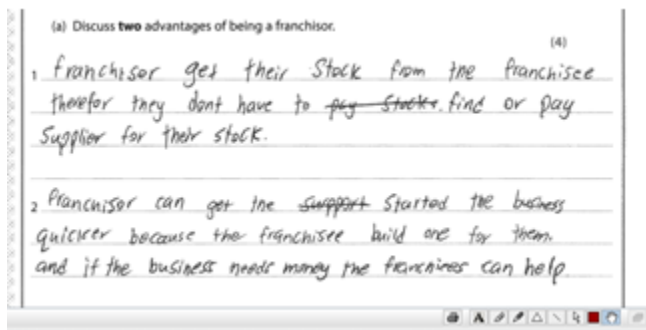 (a) Discuss two advantages of being a franchisor.
(4)
1 franchisor get their Stock from the franchisee
therefor they dont have to pay stocks. find or pay
Supplier for their stock.
2 Franchisor can get the support Started the business
quicker because the franchisee build one for them.
and if the business needs money the franchisees can help